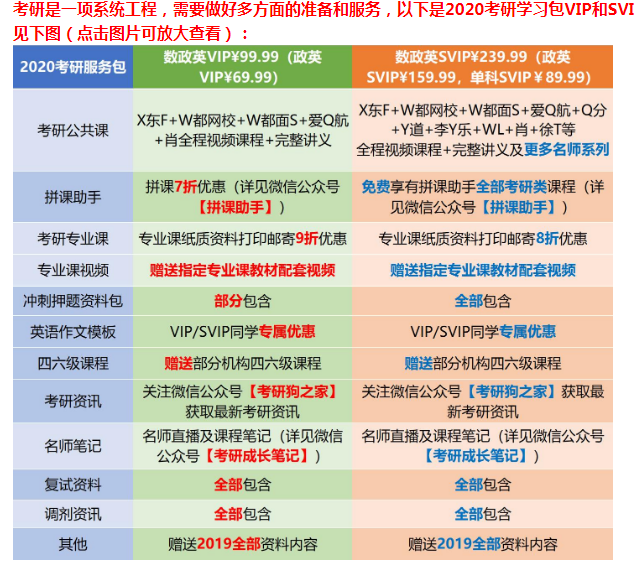 考研是一项系统工程，需要做好多方面的准备和服务，以下是2020考研学习包VIP和SVI
见下图（点击图片可放大查看）：
2020考研服务包
数政英VIP¥99.99（政英
VIP¥69.99）
数政英SVIP¥239.99（政英
SVIP¥159.99，单科SVIP￥89.99）
考研公共课
X东F+W都网校+W都面S+爱Q航
+肖全程视频课程+完整讲义
X东F+W都网校+W都面S+爱Q航+Q分
+Y道+李Y乐+WL+肖+徐T等
全程视频课程+完整讲义及更多名师系列
拼课助手
拼课7折优惠（详见微信公众号
【拼课助手】）
免费享有拼课助手全部考研类课程（详
见微信公众号【拼课助手】）
考研专业课
专业课纸质资料打印邮寄9折优惠
专业课纸质资料打印邮寄8折优惠
专业课视频
赠送指定专业课教材配套视频
赠送指定专业课教材配套视频
冲刺押题资料包
部分包含
全部包含
英语作文模板
VIP/SVIP同学专属优惠
VIP/SVIP同学专属优惠
四六级课程
赠送部分机构四六级课程
赠送部分机构四六级课程
考研资讯
关注微信公众号【考研狗之家】
获取最新考研资讯
关注微信公众号【考研狗之家】获取最
新考研资讯
名师笔记
名师直播及课程笔记（详见微信
公众号【考研成长笔记】）
名师直播及课程笔记（详见微信公众号
【考研成长笔记】）
复试资料
全部包含
全部包含
调剂资讯
全部包含
全部包含
其他
赠送2019全部资料内容
赠送2019全部资料内容